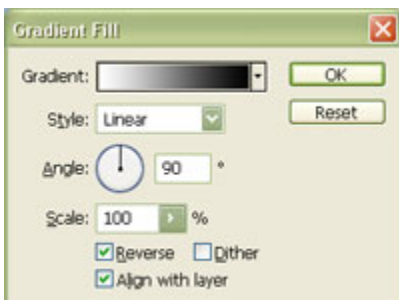 Gradient Fill
Gradient:
OK
Style: Linear
Reset
Angle: 90 °
Scale: 100 %
Reverse Dither
Align with layer